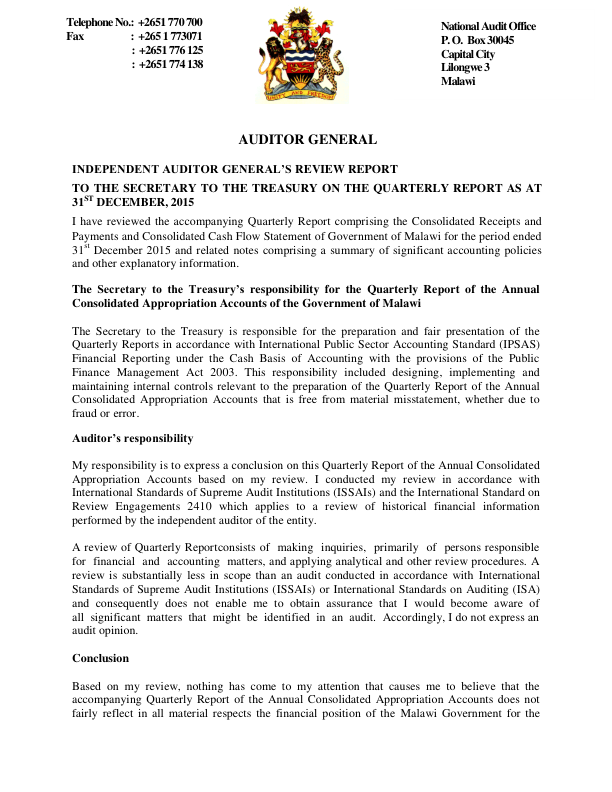 Telephone No.: +2651 770 700
Fax : +265 1 773071
: +2651 776 125
: +2651 774 138
National Audit Office
P. O. Box 30045
Capital City
Lilongwe 3
Malawi
AUDITOR GENERAL
INDEPENDENT AUDITOR GENERAL'S REVIEW REPORT
TO THE SECRETARY TO THE TREASURY ON THE QUARTERLY REPORT AS AT
31ST DECEMBER, 2015
I have reviewed the accompanying Quarterly Report comprising the Consolidated Receipts and
Payments and Consolidated Cash Flow Statement of Government of Malawi for the period ended
31st December 2015 and related notes comprising a summary of significant accounting policies
and other explanatory information.
The Secretary to the Treasury's responsibility for the Quarterly Report of the Annual
Consolidated Appropriation Accounts of the Government of Malawi
The Secretary to the Treasury is responsible for the preparation and fair presentation of the
Quarterly Reports in accordance with International Public Sector Accounting Standard (IPSAS)
Financial Reporting under the Cash Basis of Accounting with the provisions of the Public
Finance Management Act 2003. This responsibility included designing, implementing and
maintaining internal controls relevant to the preparation of the Quarterly Report of the Annual
Consolidated Appropriation Accounts that is free from material misstatement, whether due to
fraud or error.
Auditor's responsibility
My responsibility is to express a conclusion on this Quarterly Report of the Annual Consolidated
Appropriation Accounts based on my review. I conducted my review in accordance with
International Standards of Supreme Audit Institutions (ISSAIs) and the International Standard on
Review Engagements 2410 which applies to a review of historical financial information
performed by the independent auditor of the entity.
A review of Quarterly Reportconsists of making inquiries, primarily of persons responsible
for financial and accounting matters, and applying analytical and other review procedures. A
review is substantially less in scope than an audit conducted in accordance with International
Standards of Supreme Audit Institutions (ISSAIs) or International Standards on Auditing (ISA)
and consequently does not enable me to obtain assurance that I would become aware of
all significant matters that might be identified in an audit. Accordingly, I do not express an
audit opinion.
Conclusion
Based on my review, nothing has come to my attention that causes me to believe that the
accompanying Quarterly Report of the Annual Consolidated Appropriation Accounts does not
fairly reflect in all material respects the financial position of the Malawi Government for the